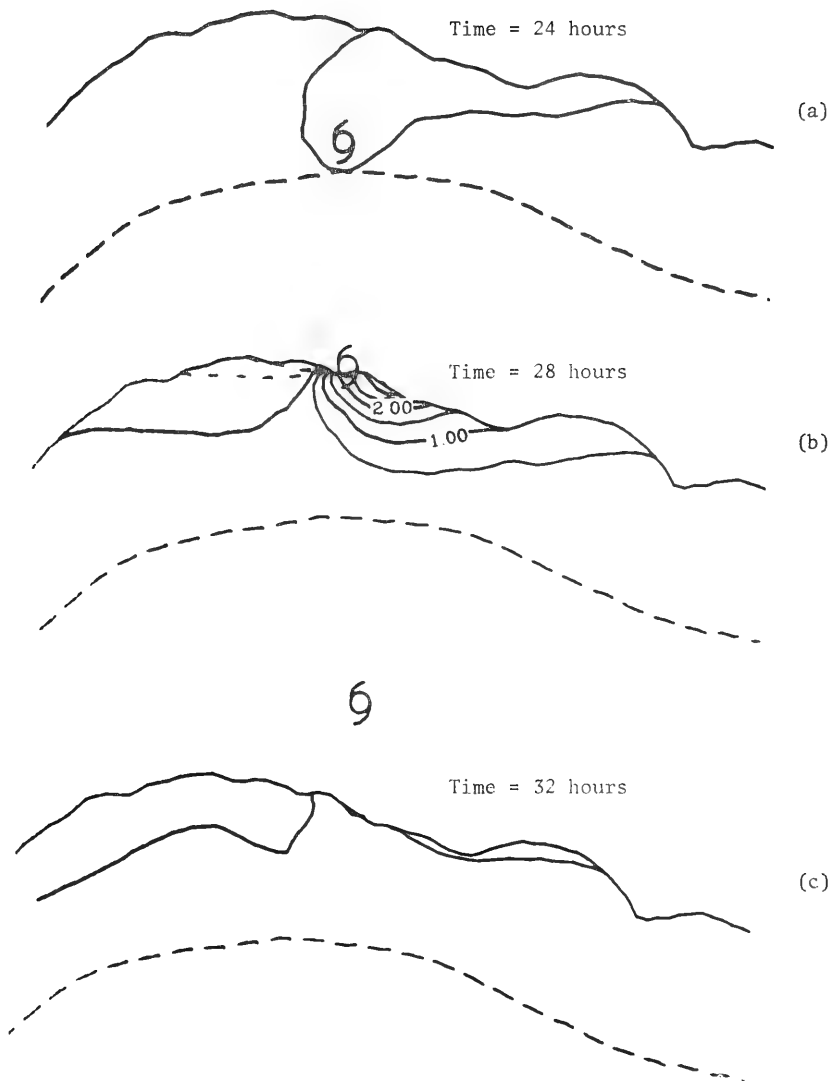 Time = 24 hours
(a)
Time = 28 hours
2.00
1.00
(b)
Time = 32 hours
(c)